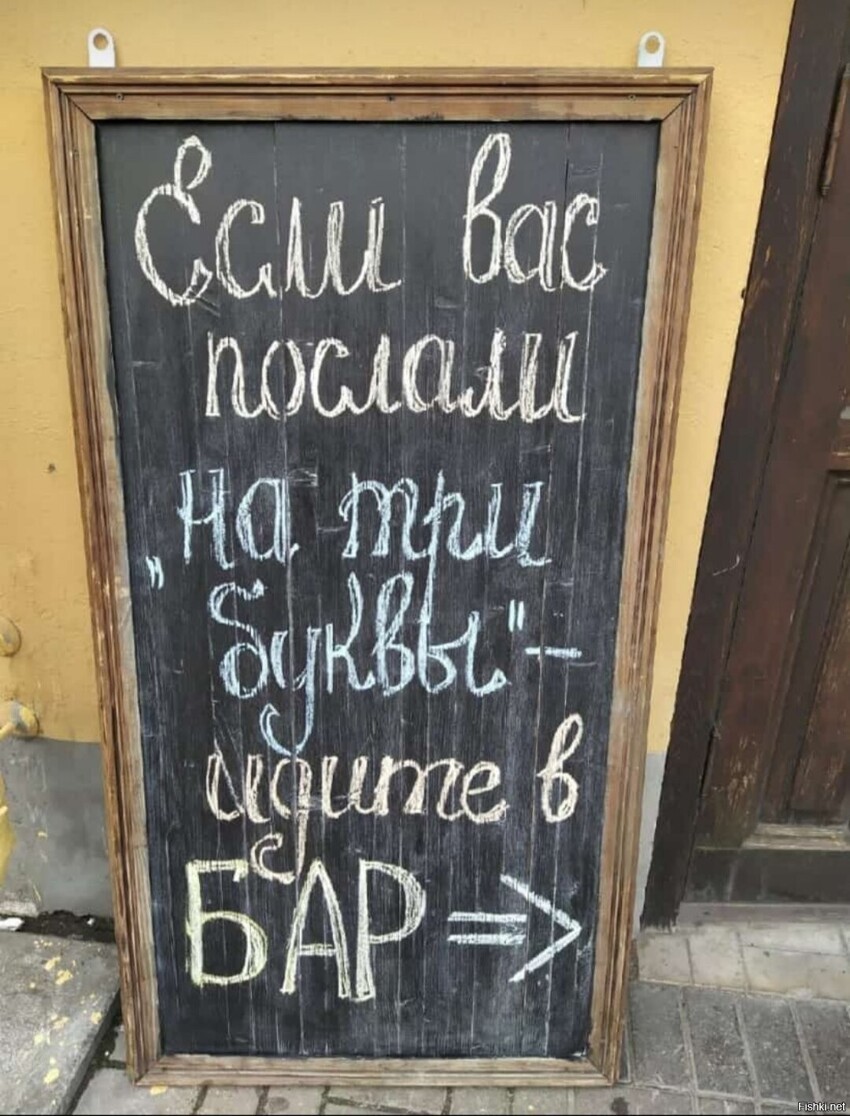 Если вас
послали
„на три
буквы"-
идите в
БАР =>
Fishki.net